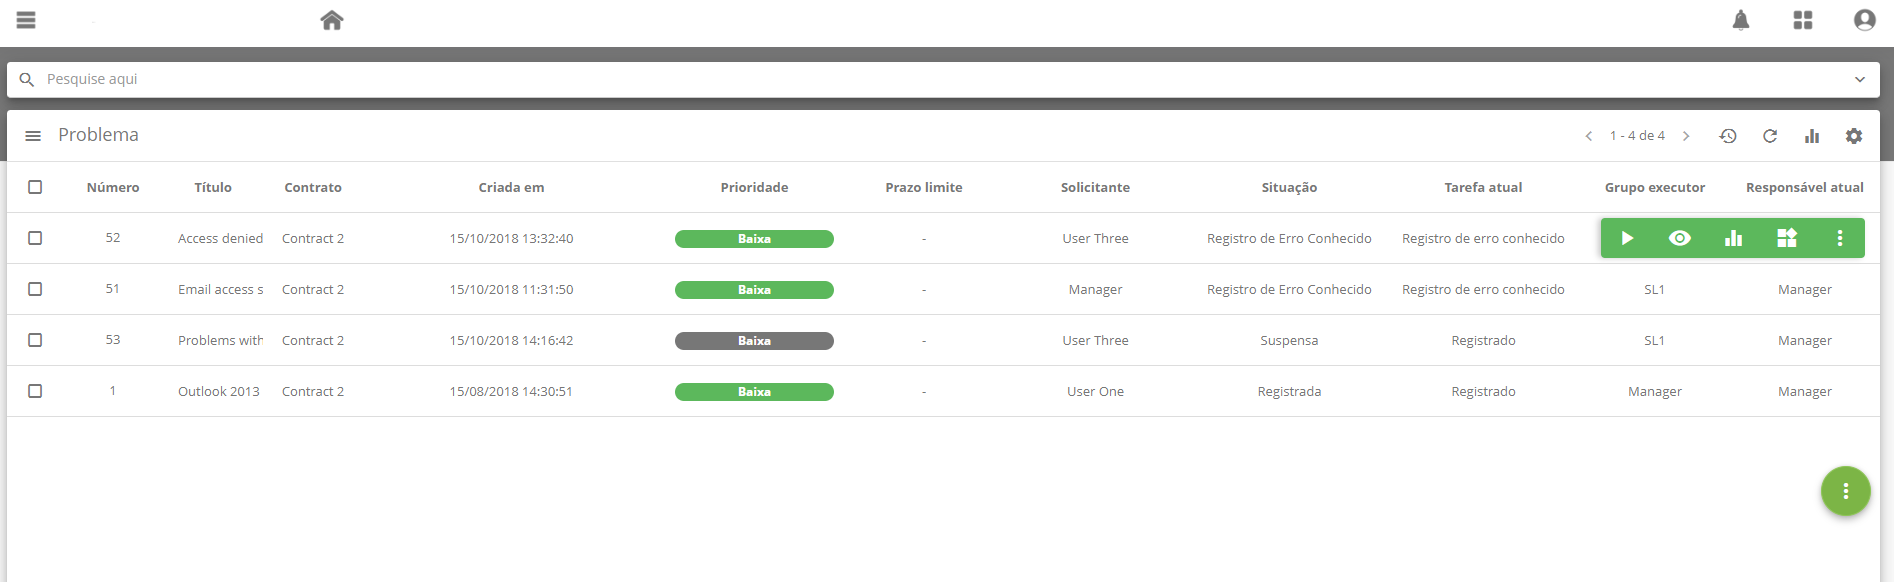 Pesquise aqui
Problema
1 - 4 de 4
Número Título Contrato Criada em Prioridade Prazo limite Solicitante Situação Tarefa atual Grupo executor Responsável atual
52 Access denied Contract 2 15/10/2018 13:32:40 Baixa - User Three Registro de Erro Conhecido Registro de erro conhecido
51 Email access s Contract 2 15/10/2018 11:31:50 Baixa - Manager Registro de Erro Conhecido Registro de erro conhecido SL1 Manager
53 Problems with Contract 2 15/10/2018 14:16:42 Baixa - User Three Suspensa Registrado SL1 Manager
1 Outlook 2013 Contract 2 15/08/2018 14:30:51 Baixa - User One Registrada Registrado Manager Manager